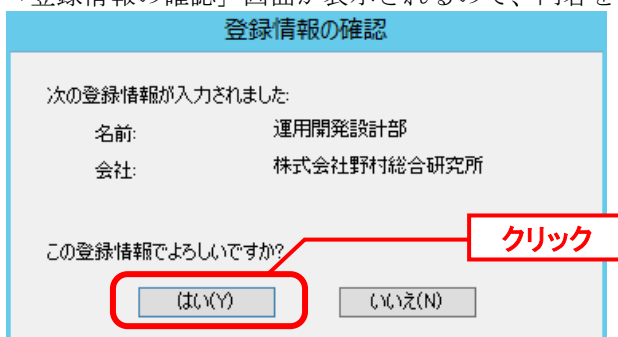 「登録情報の確認」画面が表示されるので、内容を
登録情報の確認
次の登録情報が入力されました:
名前: 運用開発設計部
会社: 株式会社野村総合研究所
この登録情報でよろしいですか?
クリック
はい(Y) いいえ(N)